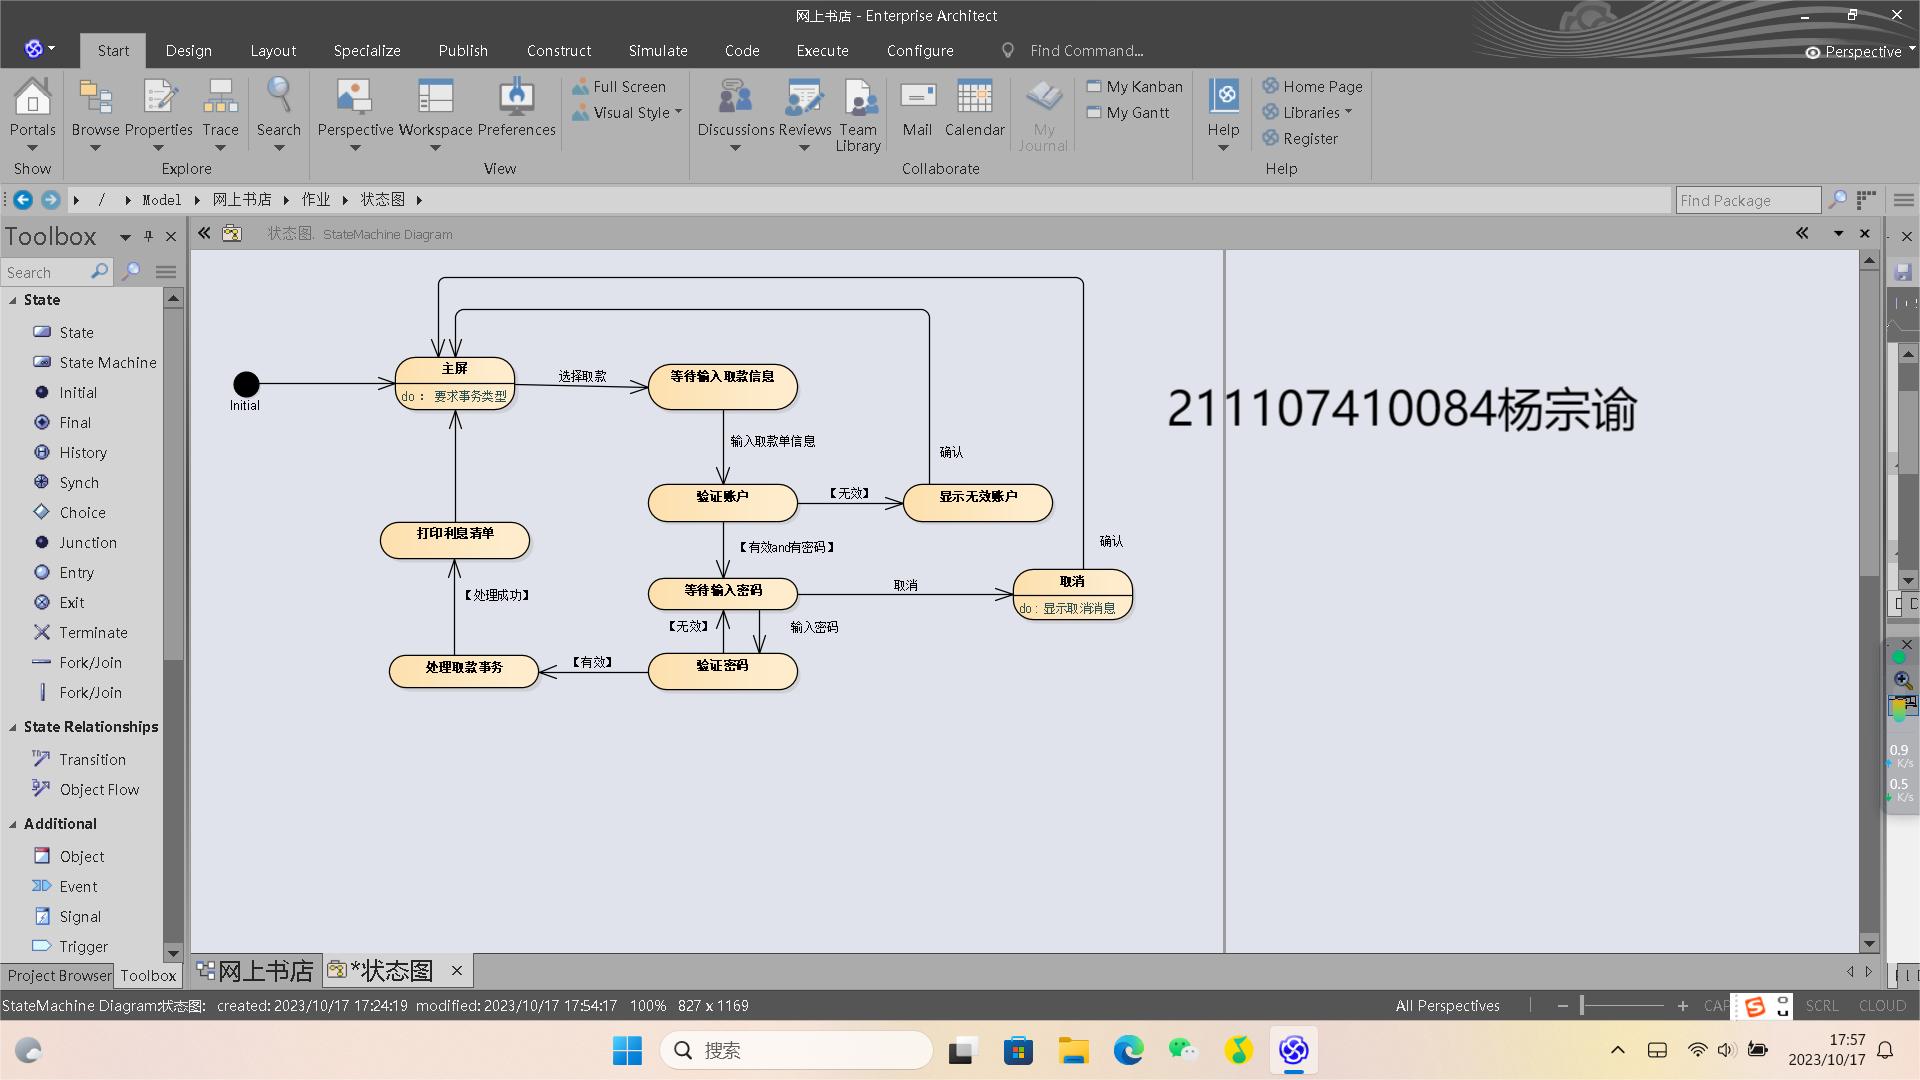 网上书店 - Enterprise Architect
Start Design Layout Specialize Publish Construct Simulate Code Execute Configure Find Command... Perspective
Portals Browse Properties Trace Search Perspective Workspace Preferences Full Screen Visual Style Discussions Reviews Team Library Mail Calendar My Journal My Kanban My Gantt Help Home Page Libraries Register
Show Explore View Collaborate Help
/ Model 网上书店 作业 状态图 Find Package
Toolbox
状态图. StateMachine Diagram
Search
State
State
State Machine
Initial
Final
History
Synch
Choice
Junction
Entry
Exit
Terminate
Fork/Join
Fork/Join
State Relationships
Transition
Object Flow
Additional
Object
Event
Signal
Trigger
Project Browser Toolbox
Initial
主屏
do： 要求事务类型
选择取款
等待输入取款信息
输入取款单信息
确认
验证账户
【无效】
显示无效账户
打印利息清单
【有效and有密码】
确认
【处理成功】
等待输入密码
取消
取消
do：显示取消消息
【无效】
输入密码
处理取款事务
【有效】
验证密码
211107410084杨宗谕
0.9
K/s
0.5
K/s
网上书店 *状态图
StateMachine Diagram:状态图: created: 2023/10/17 17:24:19 modified: 2023/10/17 17:54:17 100% 827 x 1169
All Perspectives CAP SCRL CLOUD
搜索
17:57
2023/10/17